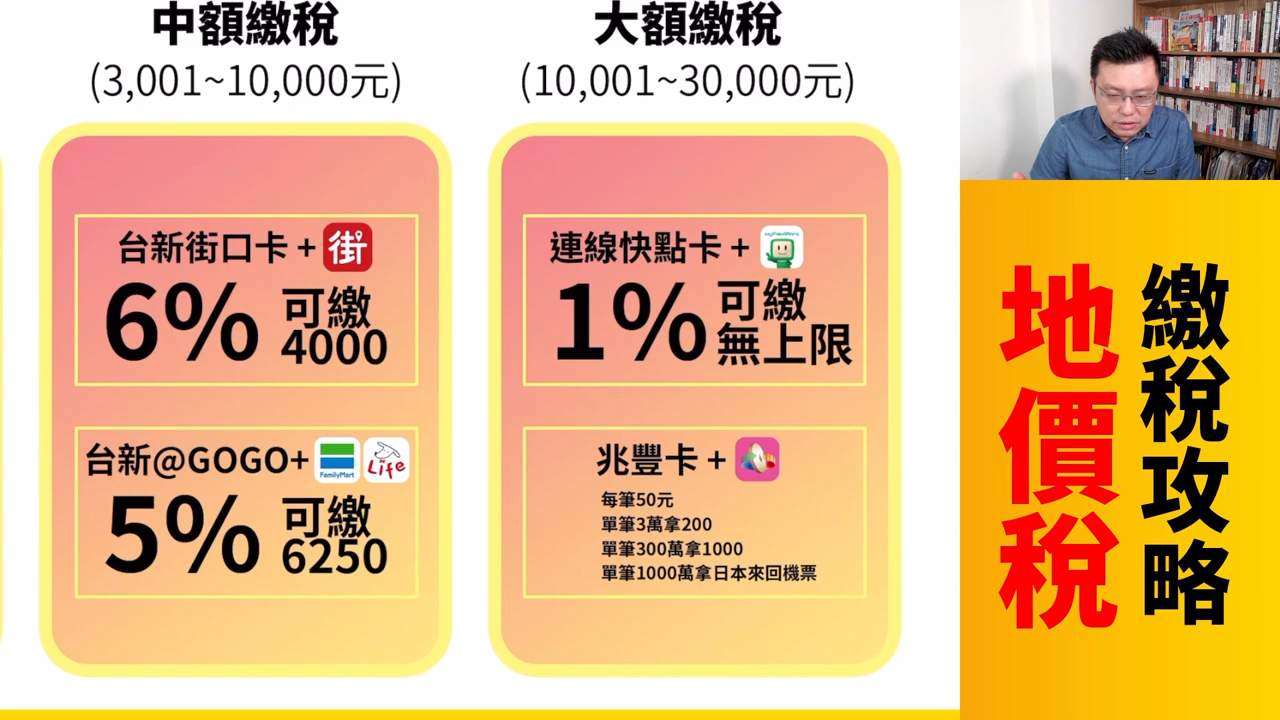 中額繳稅
(3,001~10,000元)
台新街口卡 + 街
6% 可繳
4000
台新@GOGO+ FamilyMart Life
5% 可繳
6250
大額繳稅
(10,001~30,000元)
連線快點卡 +
1% 可繳
無上限
兆豐卡 +
每筆50元
單筆3萬拿200
單筆300萬拿1000
單筆1000萬拿日本來回機票
繳稅攻略
地價稅